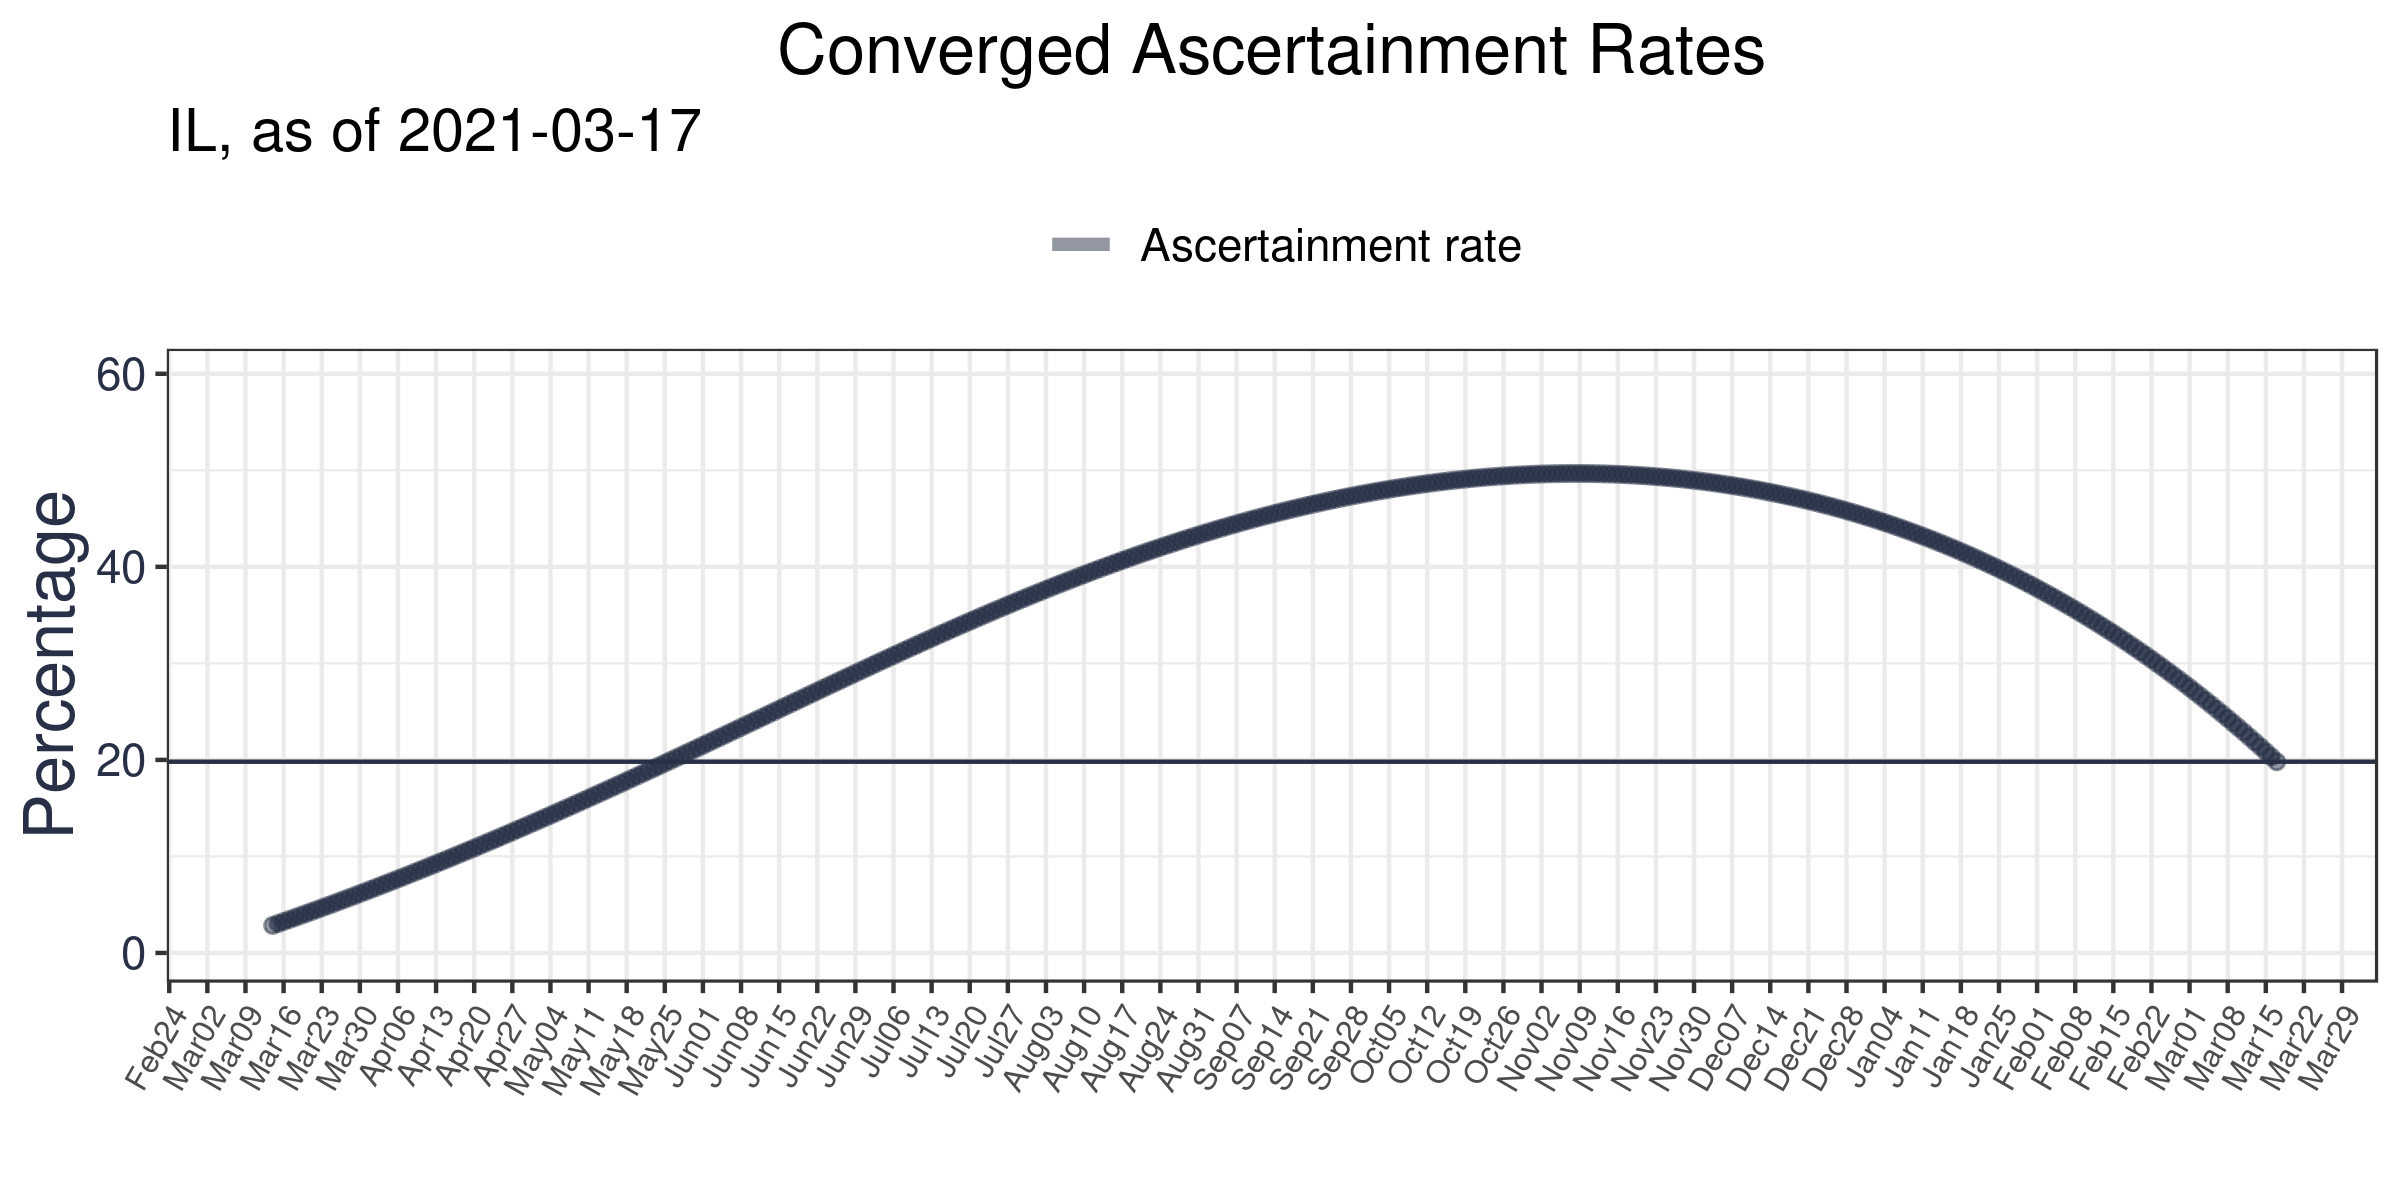 Converged Ascertainment Rates
IL, as of 2021-03-17
Ascertainment rate
Percentage
60
40
20
0
Feb24 Mar02 Mar09 Mar16 Mar23 Mar30 Apr06 Apr13 Apr20 Apr27 May04 May11 May18 May25 Jun01 Jun08 Jun15 Jun22 Jun29 Jul06 Jul13 Jul20 Jul27 Aug03 Aug10 Aug17 Aug24 Aug31 Sep07 Sep14 Sep21 Sep28 Oct05 Oct12 Oct19 Oct26 Nov02 Nov09 Nov16 Nov23 Nov30 Dec07 Dec14 Dec21 Dec28 Jan04 Jan11 Jan18 Jan25 Feb01 Feb08 Feb15 Feb22 Mar01 Mar08 Mar15 Mar22 Mar29